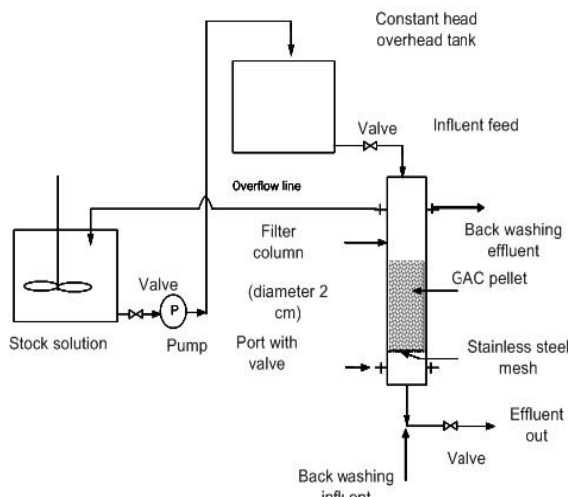 Constant head
overhead tank
Valve
Influent feed
Overflow line
Filter
column
Back washing
effluent
Valve
P
(diameter 2
cm)
GAC pellet
Stock solution
Pump
Port with
valve
Stainless steel
mesh
Effluent
out
Valve
Back washing
influent